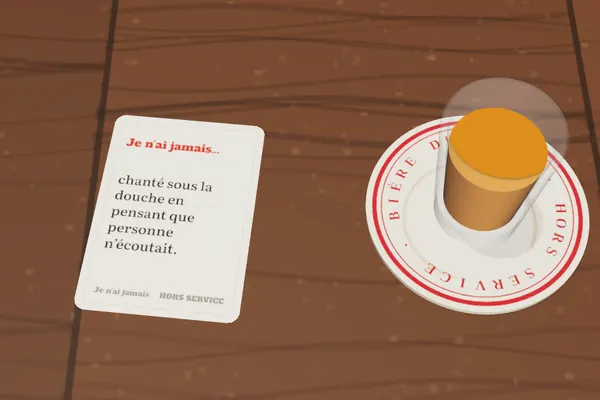 Je n'ai jamais...
chanté sous la
douche en
pensant que
personne
n'écoutait.
Je n'ai jamais HORS SERVICE
BIÈRE
HORS SERVICE